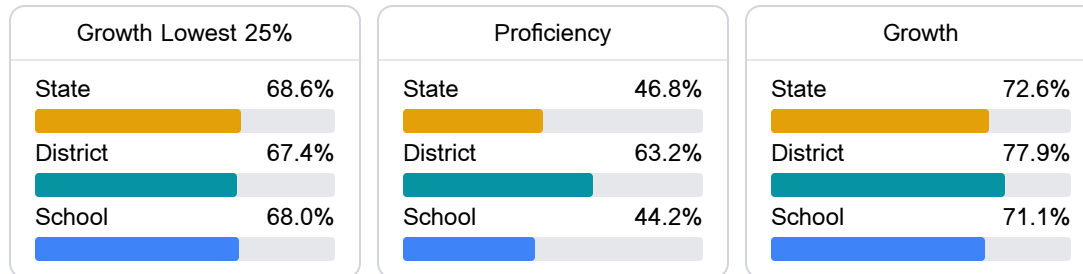 Growth Lowest 25%
State 68.6%
District 67.4%
School 68.0%
Proficiency
State 46.8%
District 63.2%
School 44.2%
Growth
State 72.6%
District 77.9%
School 71.1%